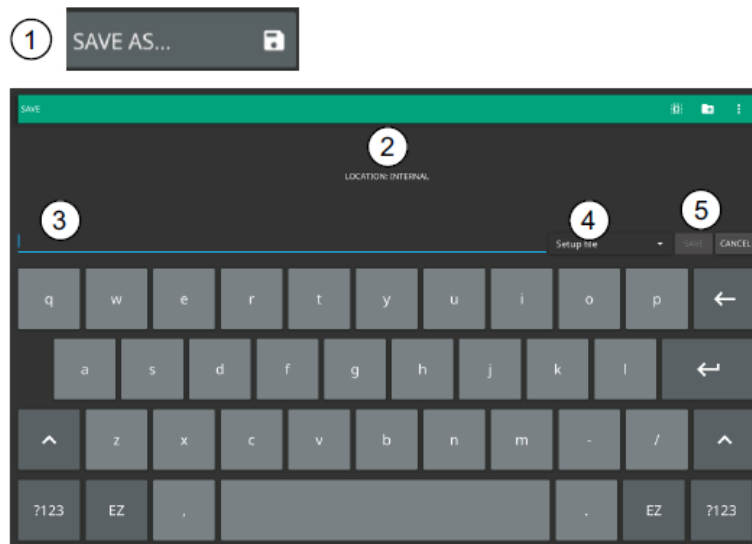 1 SAVE AS...
SAVE
2
LOCATION: INTERNAL
3 4 5
Setup file SAVE CANCEL
q w e r t y u i o p
a s d f g h j k l
z x c v b n m - /
?123 EZ , . EZ ?123